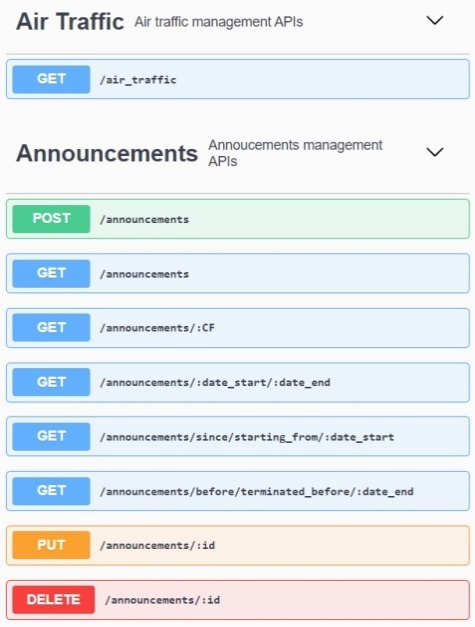 Air Traffic Air traffic management APIs
GET /air_traffic
Announcements Annoucements management
APIs
POST /announcements
GET /announcements
GET /announcements/:CF
GET /announcements/:date_start/:date_end
GET /announcements/since/starting_from/:date_start
GET /announcements/before/terminated_before/:date_end
PUT /announcements/:id
DELETE /announcements/:id